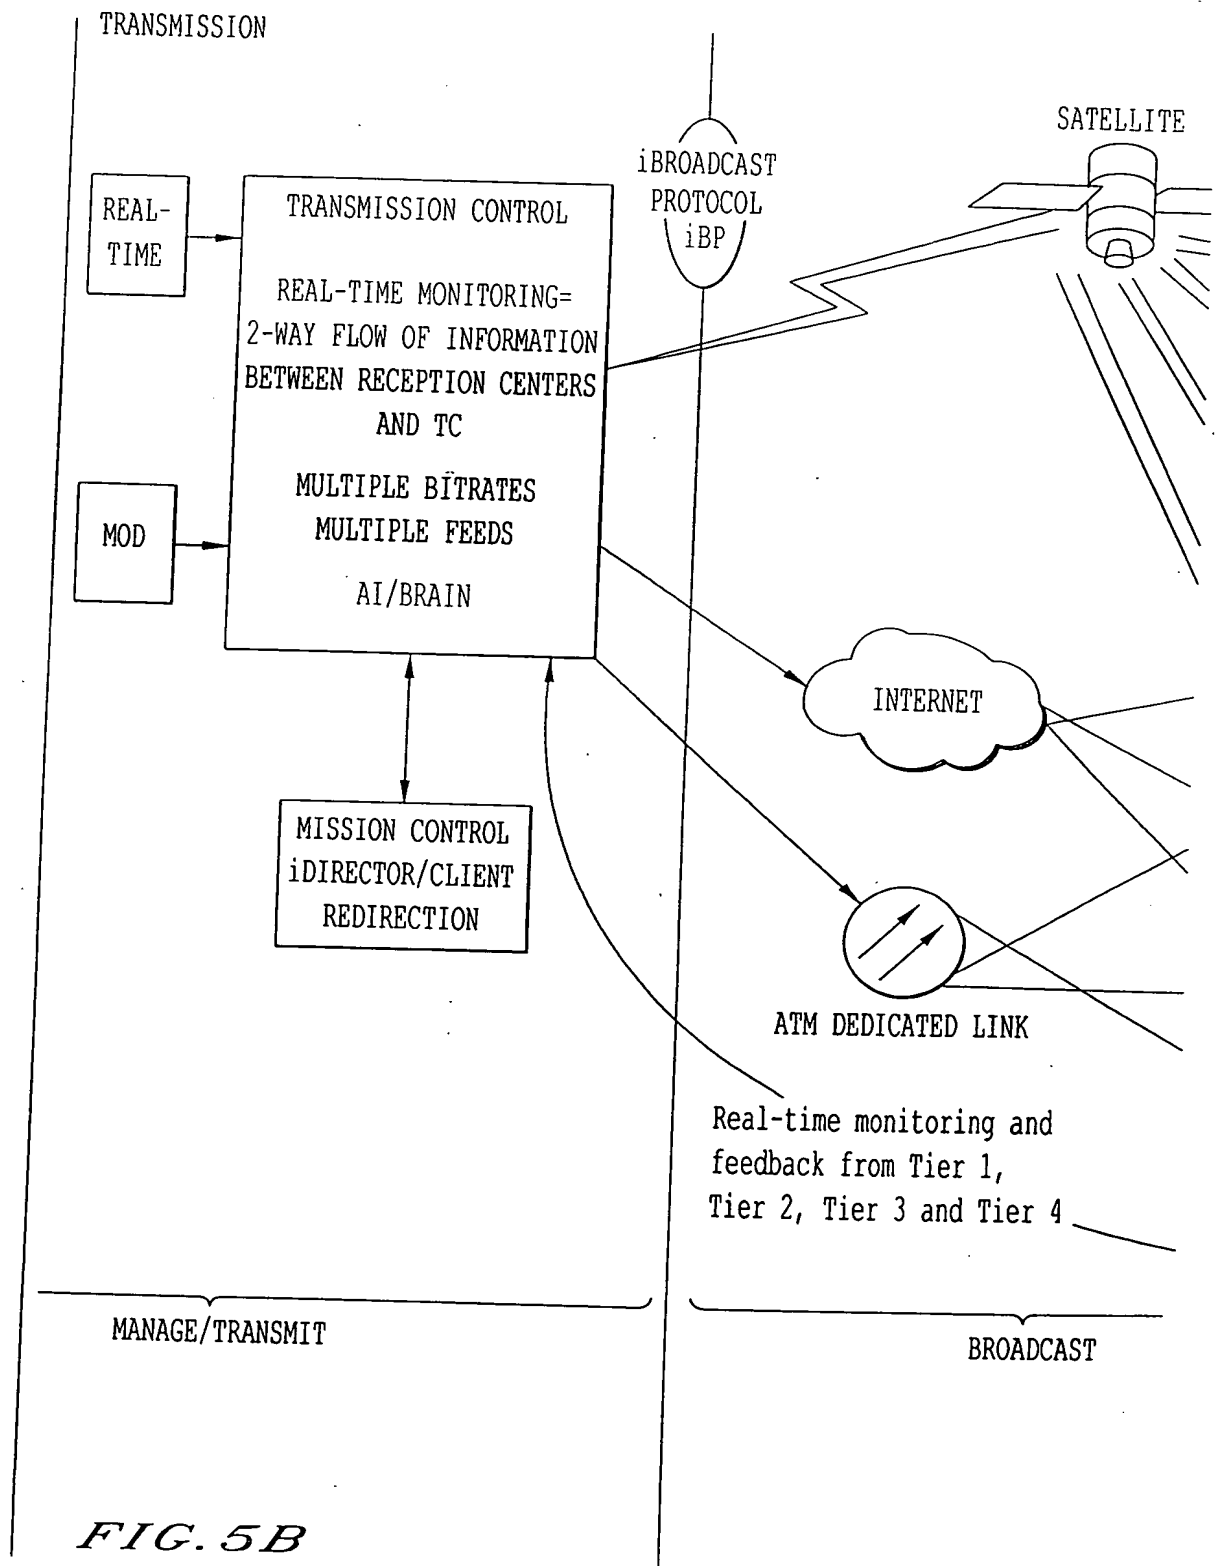 TRANSMISSION
SATELLITE
iBROADCAST
PROTOCOL
iBP
REAL-
TIME
TRANSMISSION CONTROL
REAL-TIME MONITORING=
2-WAY FLOW OF INFORMATION
BETWEEN RECEPTION CENTERS
AND TC
MULTIPLE BITRATES
MULTIPLE FEEDS
AI/BRAIN
MOD
INTERNET
MISSION CONTROL
iDIRECTOR/CLIENT
REDIRECTION
ATM DEDICATED LINK
Real-time monitoring and
feedback from Tier 1,
Tier 2, Tier 3 and Tier 4
MANAGE/TRANSMIT
BROADCAST
FIG. 5B